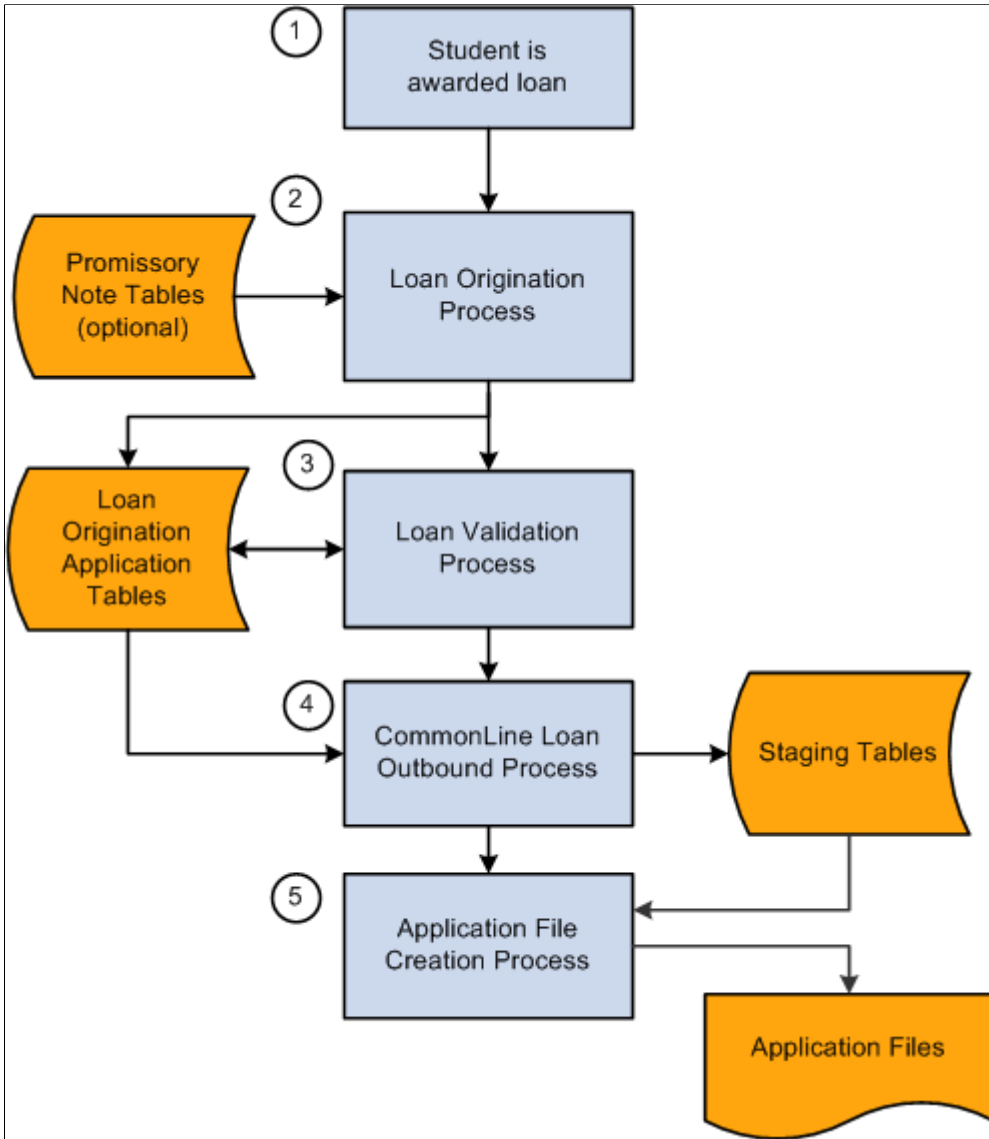 1
Student is
awarded loan
2
Promissory
Note Tables
(optional)
Loan Origination
Process
3
Loan
Origination
Application
Tables
Loan Validation
Process
4
CommonLine Loan
Outbound Process
Staging Tables
5
Application File
Creation Process
Application Files